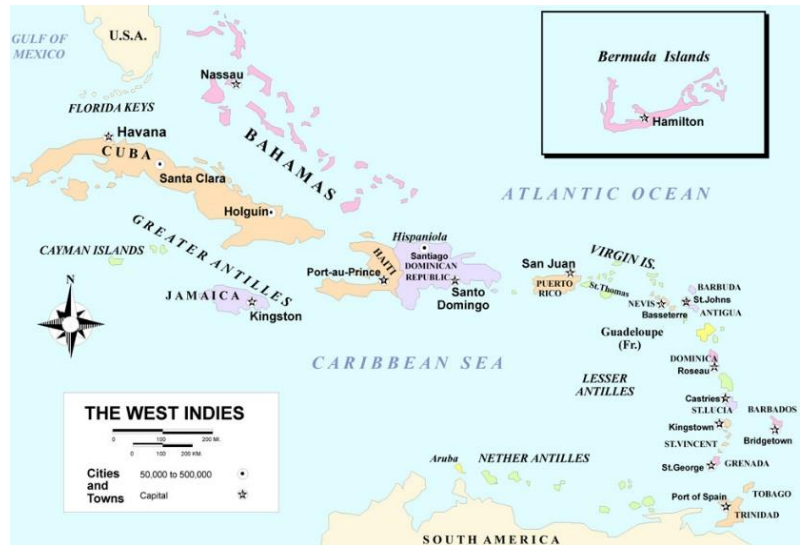 U.S.A.
GULF OF
MEXICO
Bermuda Islands
Nassau
FLORIDA KEYS
Hamilton
Havana
CUBA
BAHAMAS
Santa Clara
ATLANTIC OCEAN
Holguin
GREATER ANTILLES
Hispaniola
CAYMAN ISLANDS
Santiago
HAITI
DOMINICAN
REPUBLIC
VIRGIN IS.
San Juan
Port-au-Prince
N
PUERTO
RICO
St.Thomas
BARBUDA
JAMAICA
Kingston
Santo
Domingo
NEVIS
St.Johns
Basseterre
ANTIGUA
Guadeloupe
(Fr.)
CARIBBEAN SEA
DOMINICA
Roseau
LESSER
ANTILLES
Castries
ST.LUCIA
BARBADOS
Kingstown
Bridgetown
ST.VINCENT
THE WEST INDIES
0 100 200 MI.
0 100 200 KM
Cities
and
Towns
50,000 to 500,000
Capital
Aruba
NETHER ANTILLES
St.George
GRENADA
Port of Spain
TOBAGO
TRINIDAD
SOUTH AMERICA